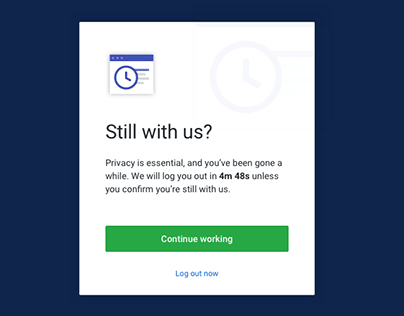 Still with us?
Privacy is essential, and you've been gone a
while. We will log you out in 4m 48s unless
you confirm you're still with us.
Continue working
Log out now